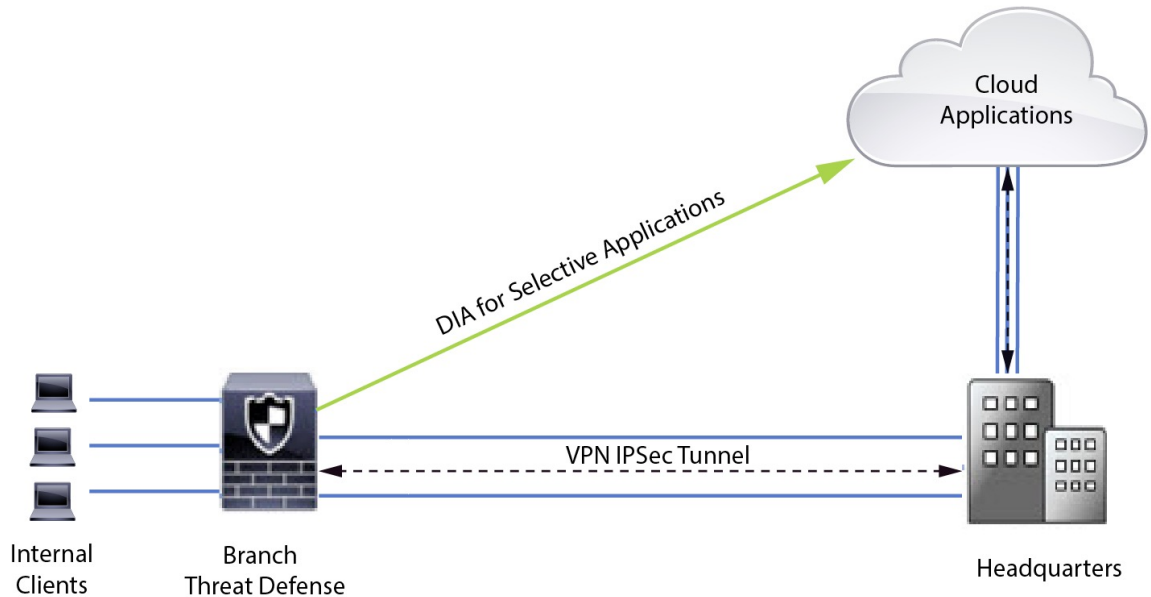 Cloud
Applications
DIA for Selective Applications
VPN IPSec Tunnel
Internal
Clients
Branch
Threat Defense
Headquarters